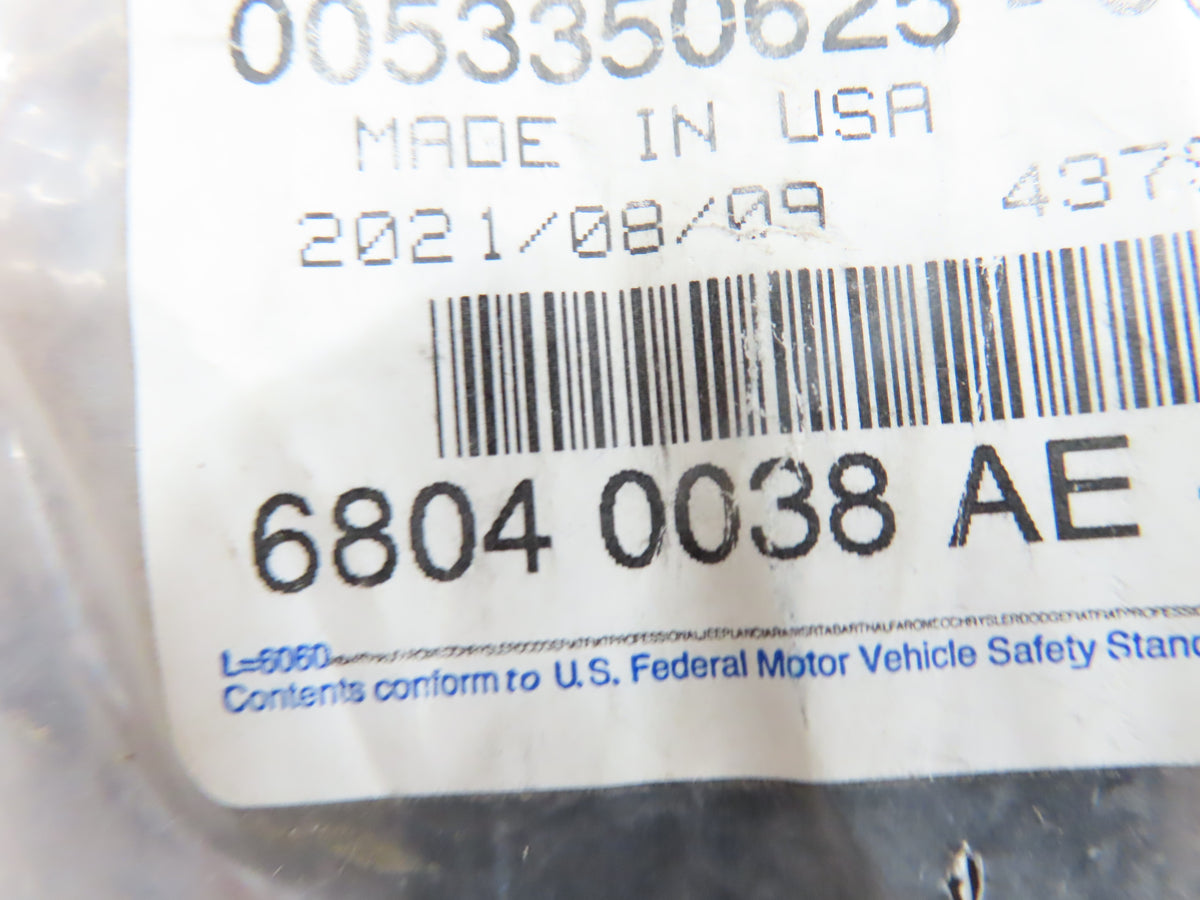 0053350625
MADE IN USA
2021/08/09 437
6804 0038 AE
L=6060
Contents conform to U.S. Federal Motor Vehicle Safety Stand